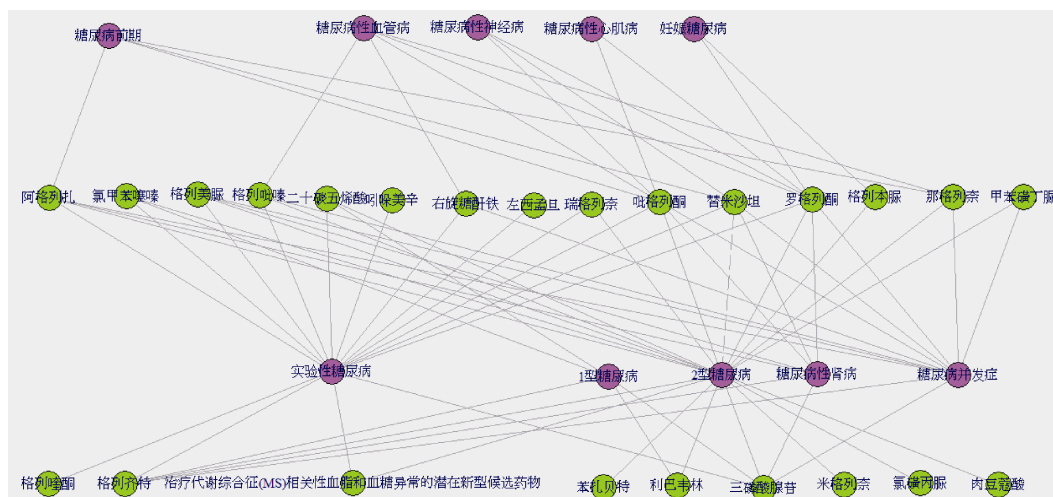 糖尿病前期
糖尿病性血管病
糖尿病性神经病
糖尿病性心肌病
妊娠糖尿病
阿格列扎
氯甲苯噻嗪
格列美脲
格列吡嗪
二十碳五烯酸
吲哚美辛
右旋糖酐铁
左西孟旦
瑞格列奈
吡格列酮
替米沙坦
罗格列酮
格列本脲
那格列奈
甲苯磺丁脲
实验性糖尿病
1型糖尿病
2型糖尿病
糖尿病性肾病
糖尿病并发症
格列喹酮
格列齐特
治疗代谢综合征(MS)相关性血脂和血糖异常的潜在新型候选药物
苯扎贝特
利巴韦林
三磷酸腺苷
米格列奈
氯磺丙脲
肉豆蔻酸